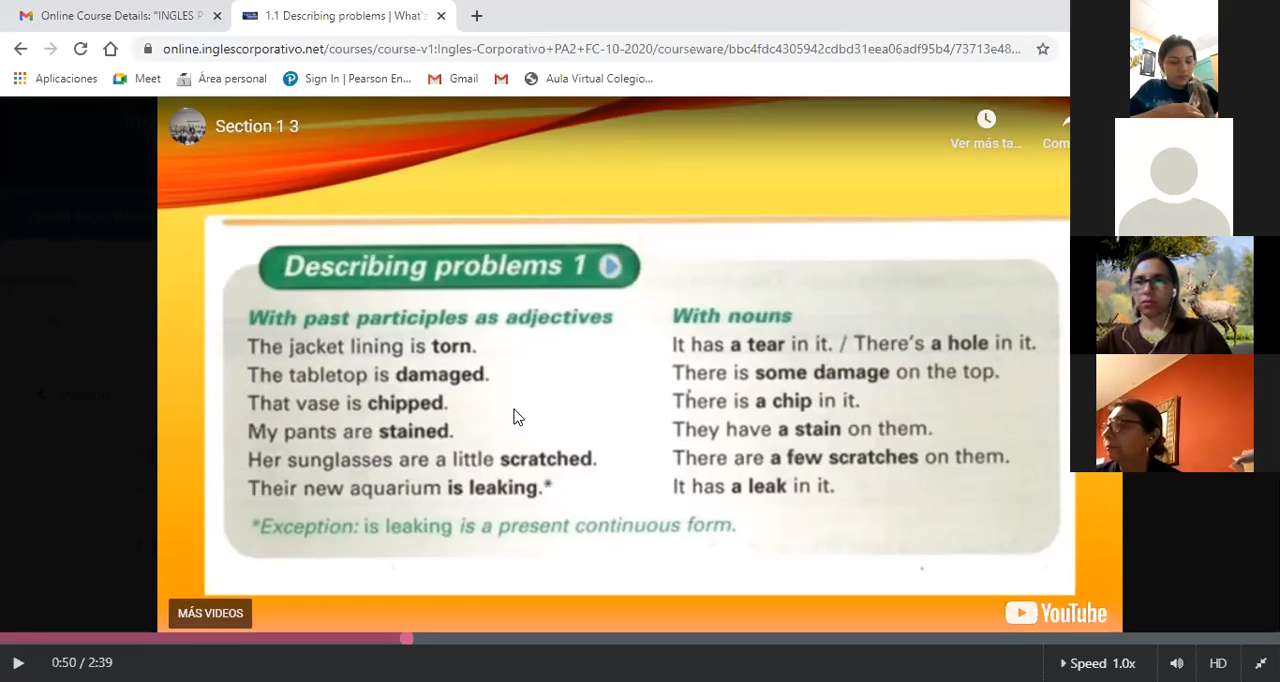 Online Course Details: "INGLES P
1.1 Describing problems | What's
online.inglescorporativo.net/courses/course-v1:Ingles-Corporativo+PA2+FC-10-2020/courseware/bbc4fdc4305942cdbd31eea06adf95b4/73713e48...
Aplicaciones
Meet
Área personal
Sign In | Pearson En...
Gmail
Aula Virtual Colegio...
Section 1 3
Ver más ta...
Com
Describing problems 1
With past participles as adjectives
The jacket lining is torn.
The tabletop is damaged.
That vase is chipped.
My pants are stained.
Her sunglasses are a little scratched.
Their new aquarium is leaking.*
With nouns
It has a tear in it. / There's a hole in it.
There is some damage on the top.
There is a chip in it.
They have a stain on them.
There are a few scratches on them.
It has a leak in it.
*Exception: is leaking is a present continuous form.
MÁS VIDEOS
YouTube
0:50 / 2:39
Speed 1.0x
HD